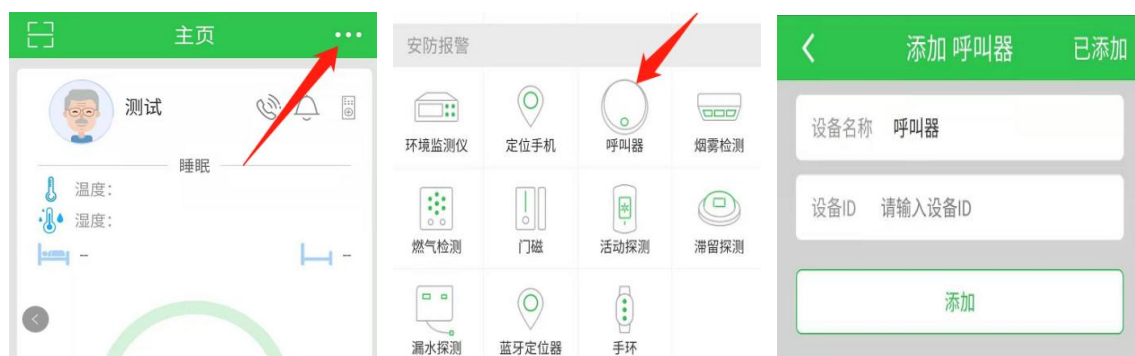 主页
测试
睡眠
温度:
湿度:
--
--
安防报警
环境监测仪
定位手机
呼叫器
烟雾检测
燃气检测
门磁
活动探测
滞留探测
漏水探测
蓝牙定位器
手环
添加 呼叫器
已添加
设备名称 呼叫器
设备ID 请输入设备ID
添加